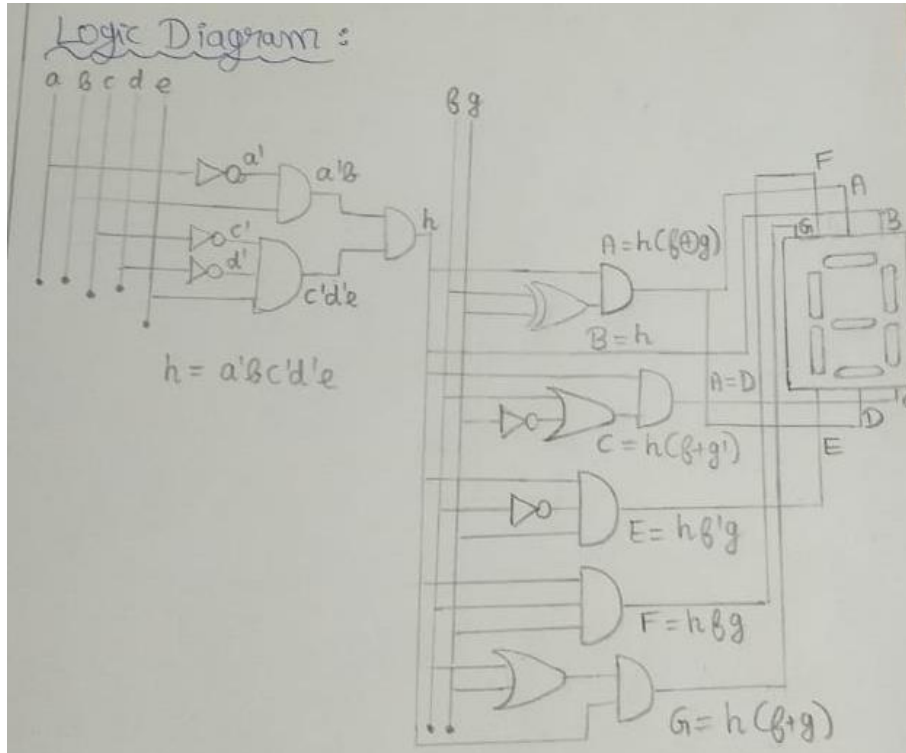 Logic Diagram :
a b c d e
f g
a'
a'b
c'
d'
c'd'e
h
h = a'bc'd'e
F
A
G
B
A = h(f⊕g)
B = h
A = D
D
C = h(f+g')
E
E = hf'g
F = hfg
G = h(f+g)